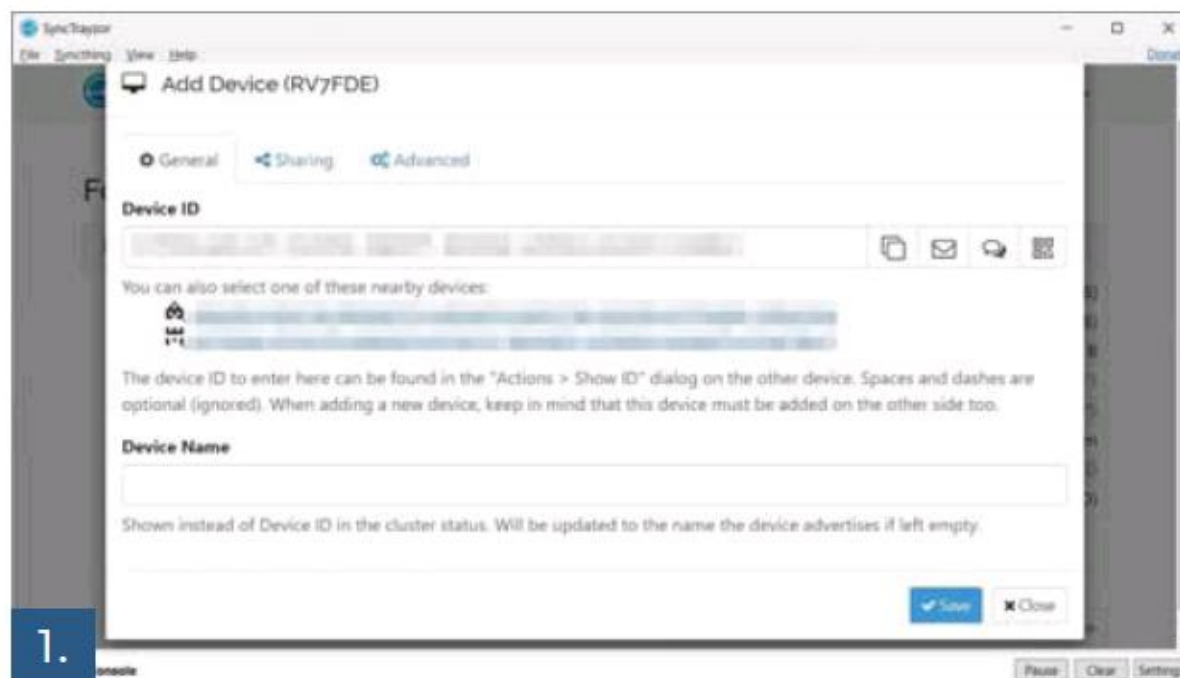 SyncTrayzor
File Syncthing View Help
Donate
Add Device (RV7FDE)
General Sharing Advanced
Device ID
You can also select one of these nearby devices:
The device ID to enter here can be found in the "Actions > Show ID" dialog on the other device. Spaces and dashes are
optional (ignored). When adding a new device, keep in mind that this device must be added on the other side too.
Device Name
Shown instead of Device ID in the cluster status. Will be updated to the name the device advertises if left empty.
Save Close
1.
onsole Pause Clear Setting